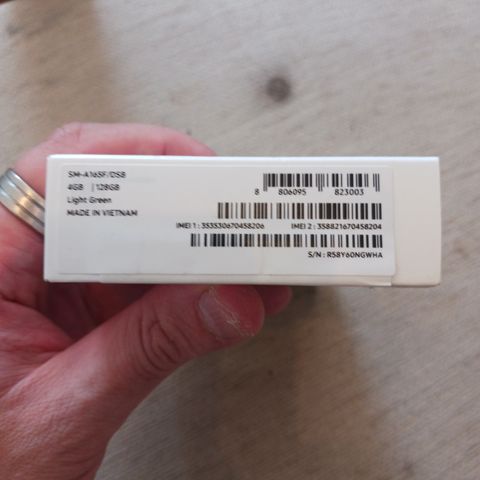 SM-A165F/DSB
4GB | 128GB
Light Green
MADE IN VIETNAM
8 806095 823003
IMEI 1 : 353530670458206 IMEI 2 : 358821670458204
S/N : R58Y60NGWHA